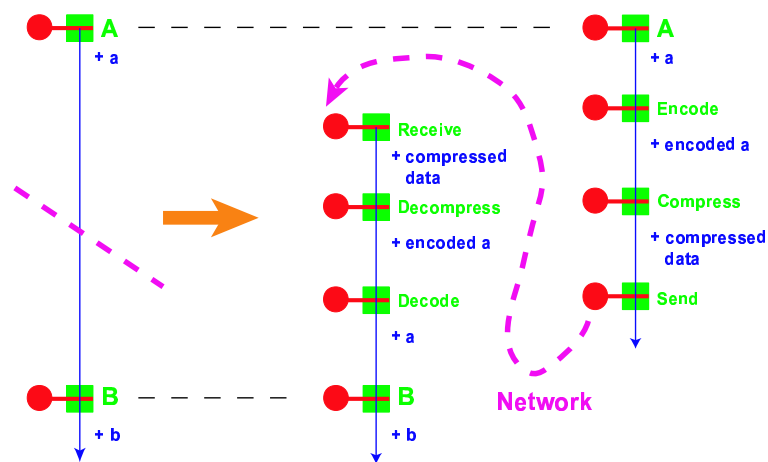 A
+ a
B
+ b
Receive
+ compressed
data
Decompress
+ encoded a
Decode
+ a
B
+ b
A
+ a
Encode
+ encoded a
Compress
+ compressed
data
Send
Network